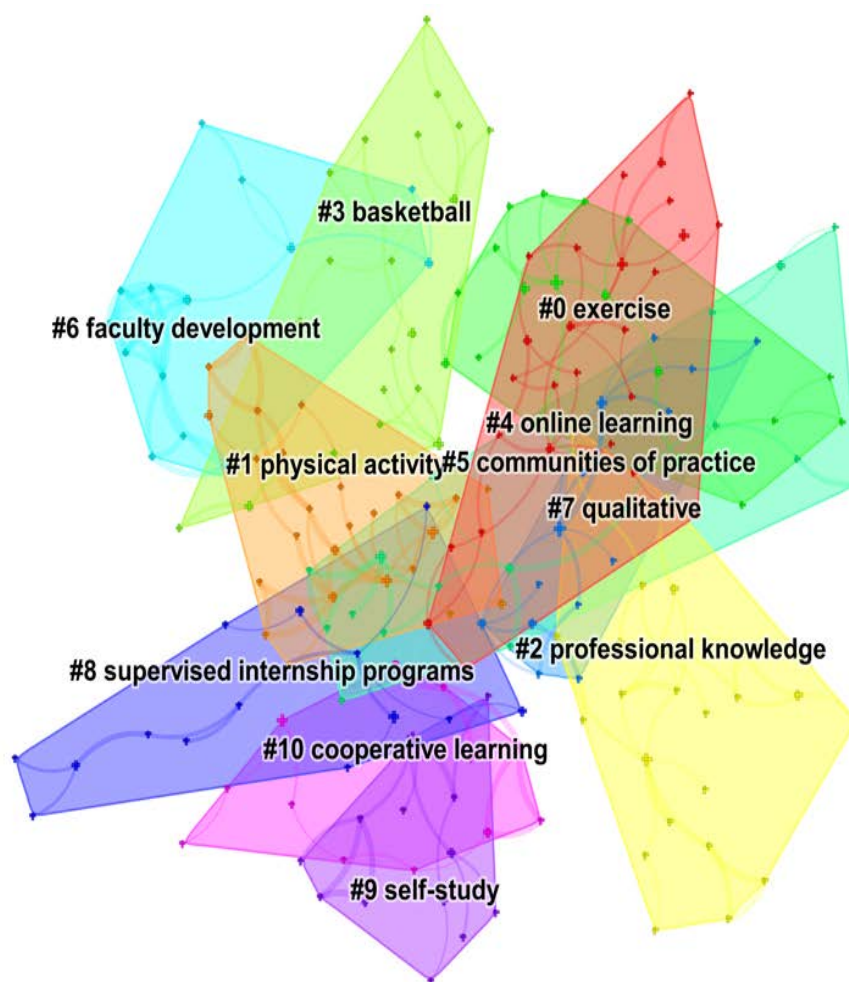 #3 basketball
#0 exercise
#6 faculty development
#4 online learning
#1 physical activity
#5 communities of practice
#7 qualitative
#2 professional knowledge
#8 supervised internship programs
#10 cooperative learning
#9 self-study